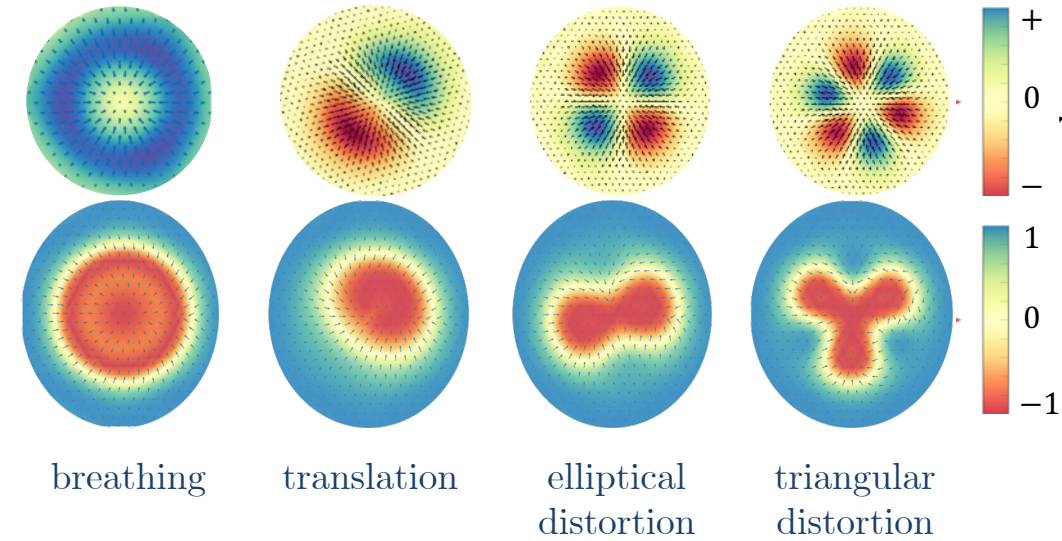 +
0
−
1
0
−1
breathing
translation
elliptical
distortion
triangular
distortion